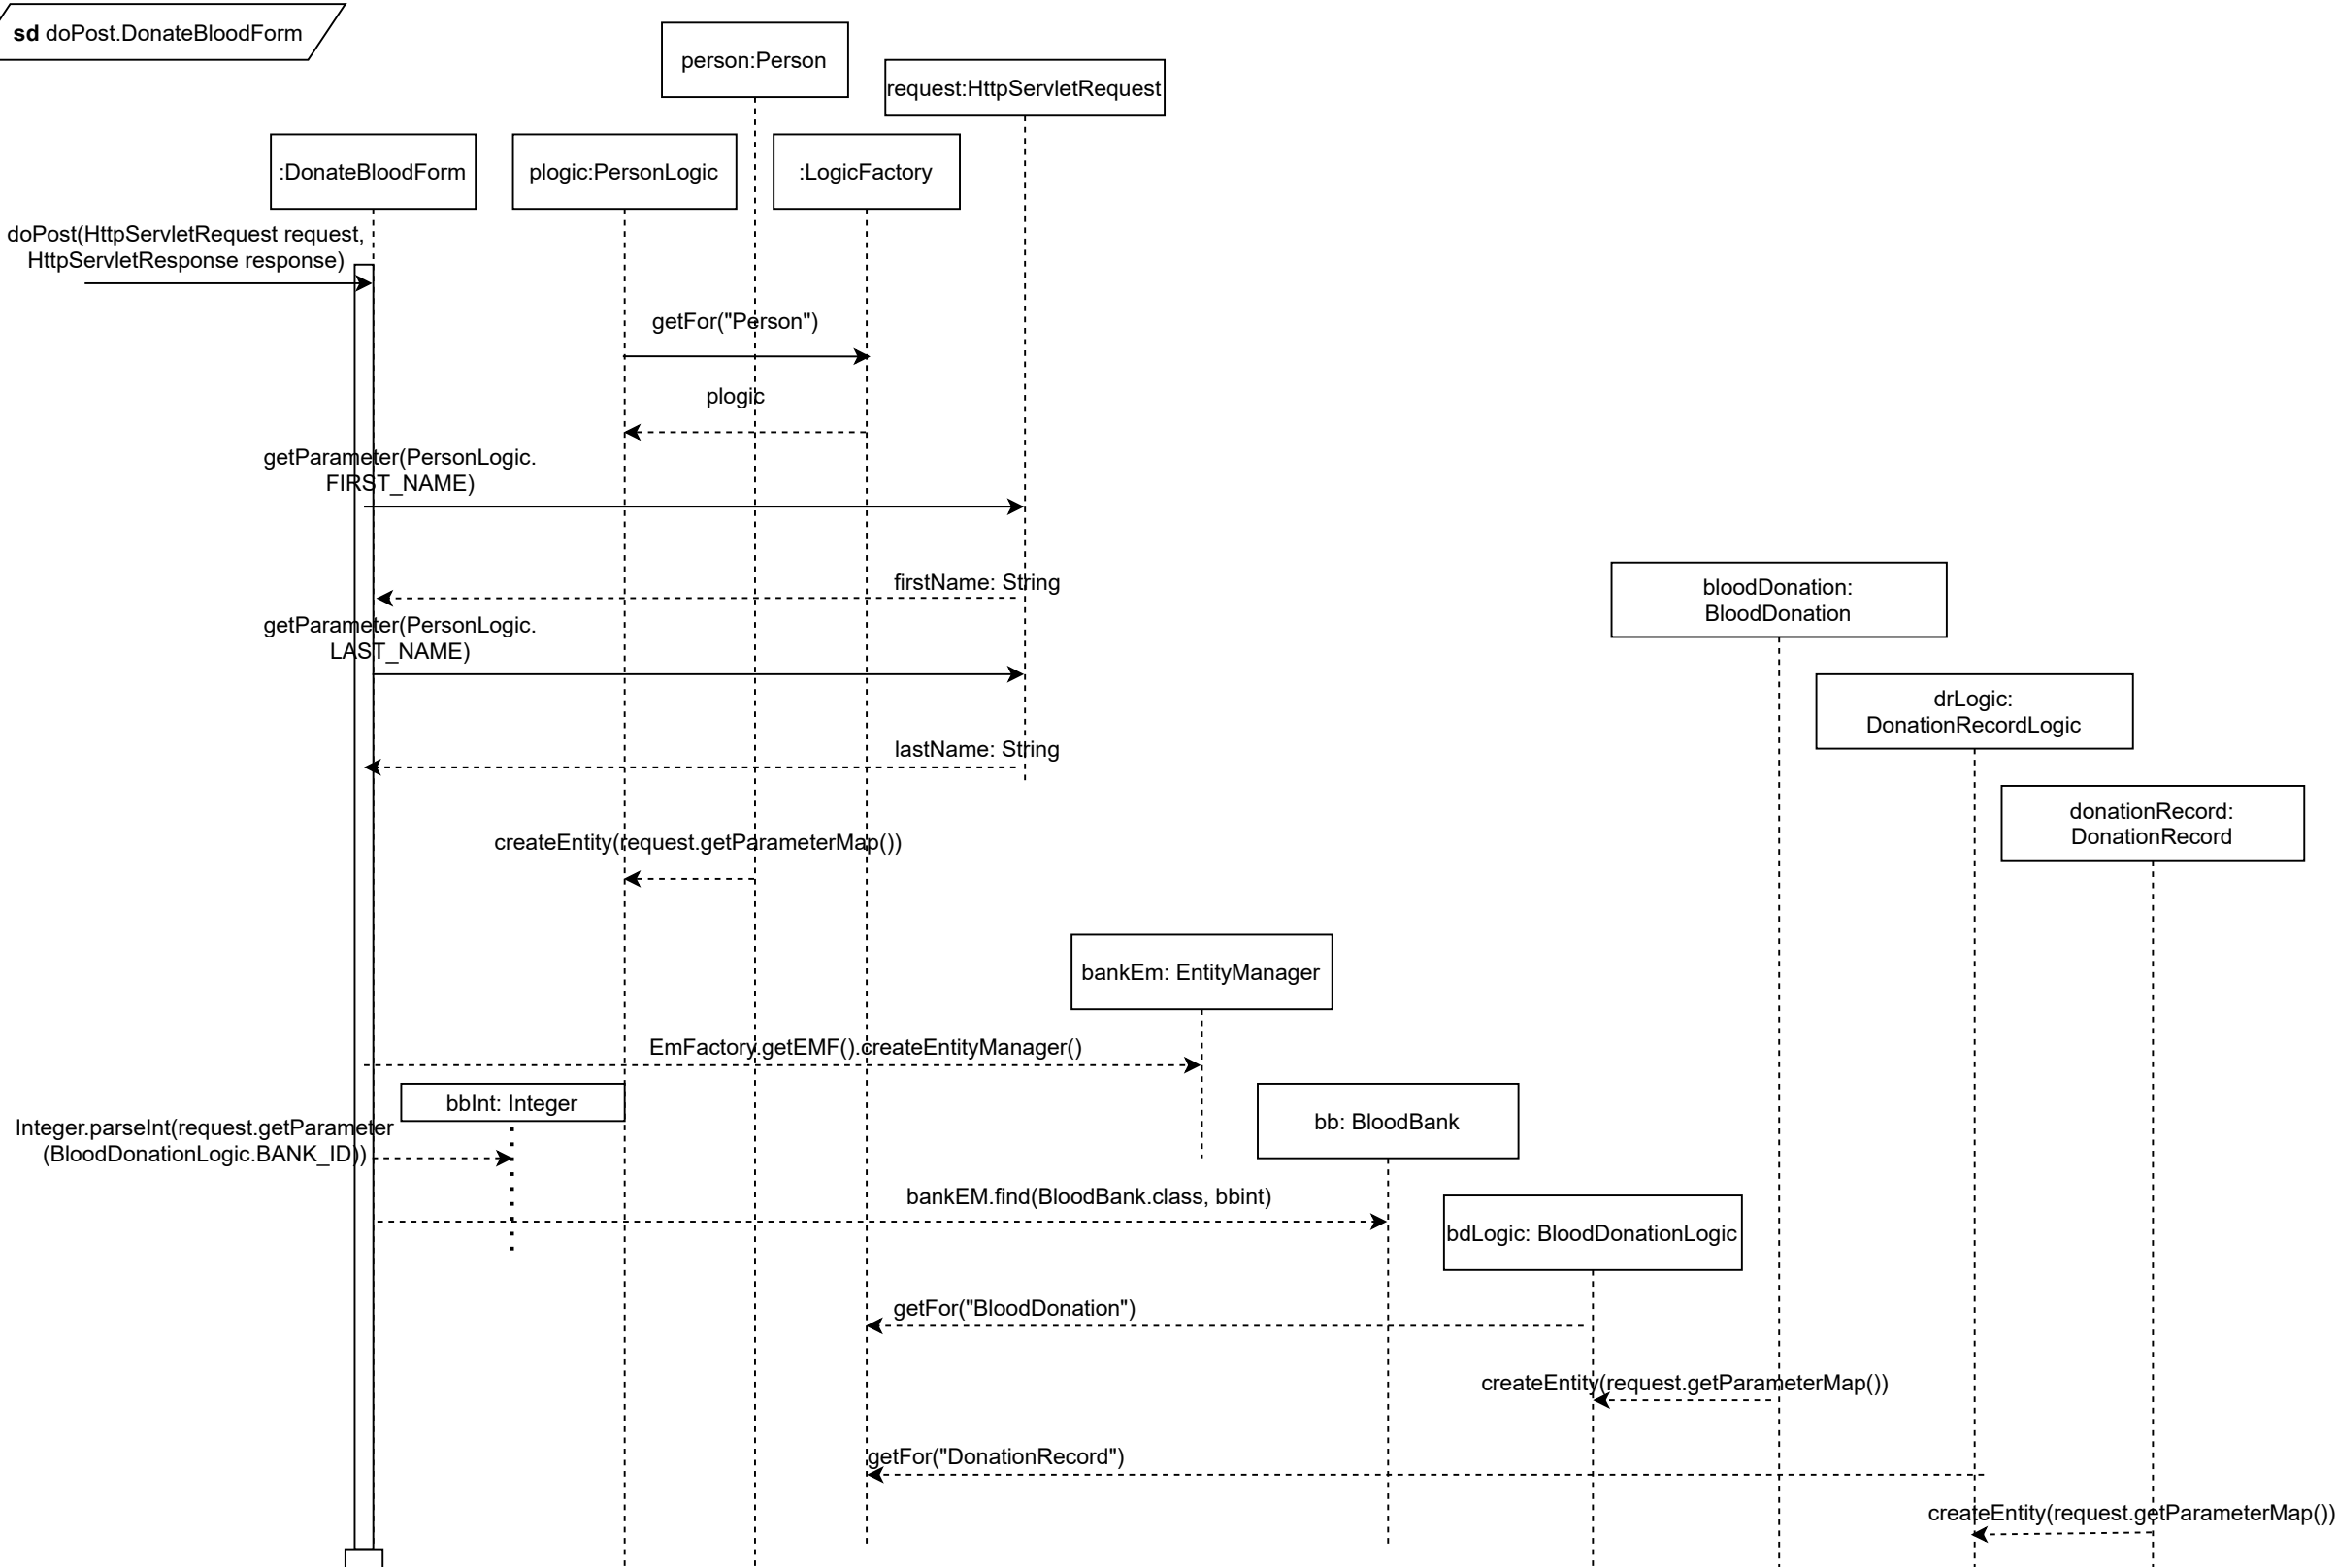 sd doPost.DonateBloodForm
person:Person
request:HttpServletRequest
:DonateBloodForm
plogic:PersonLogic
:LogicFactory
doPost(HttpServletRequest request,
HttpServletResponse response)
getFor("Person")
plogic
getParameter(PersonLogic.
FIRST_NAME)
firstName: String
bloodDonation:
BloodDonation
getParameter(PersonLogic.
LAST_NAME)
drLogic:
DonationRecordLogic
lastName: String
donationRecord:
DonationRecord
createEntity(request.getParameterMap())
bankEm: EntityManager
EmFactory.getEMF().createEntityManager()
bbInt: Integer
bb: BloodBank
Integer.parseInt(request.getParameter
(BloodDonationLogic.BANK_ID))
bankEM.find(BloodBank.class, bbint)
bdLogic: BloodDonationLogic
getFor("BloodDonation")
createEntity(request.getParameterMap())
getFor("DonationRecord")
createEntity(request.getParameterMap())